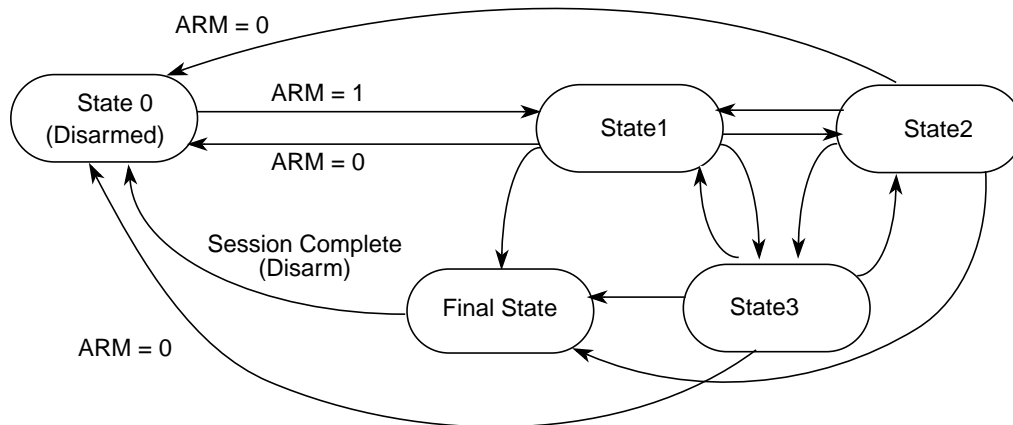 ARM = 0
State 0
(Disarmed)
ARM = 1
ARM = 0
State1
State2
Session Complete
(Disarm)
Final State
State3
ARM = 0